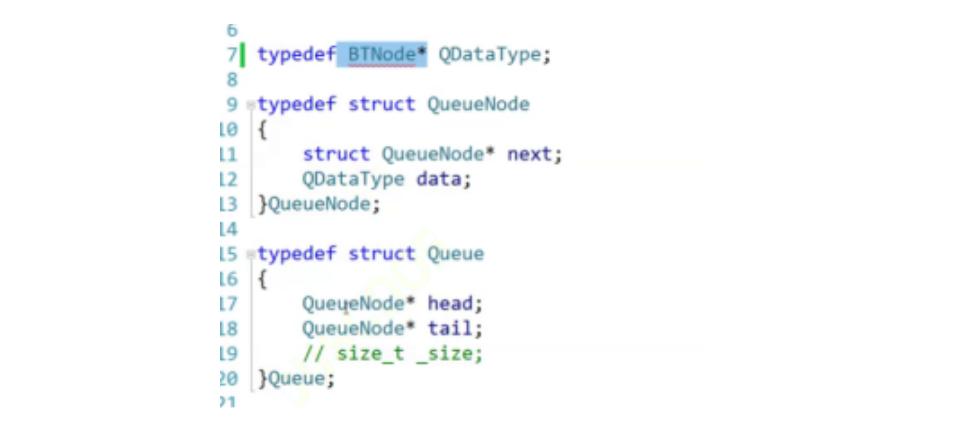 6
7 typedef BTNode* QDataType;
8
9 typedef struct QueueNode
10 {
11 struct QueueNode* next;
12 QDataType data;
13 }QueueNode;
14
15 typedef struct Queue
16 {
17 QueueNode* head;
18 QueueNode* tail;
19 // size_t _size;
20 }Queue;
21